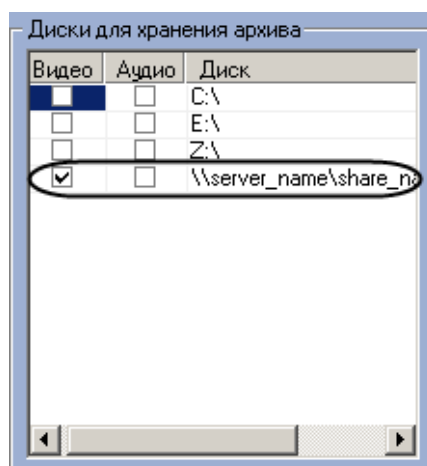 Диски для хранения архива
Видео Аудио Диск
C:\
E:\
Z:\
\\server_name\share_na